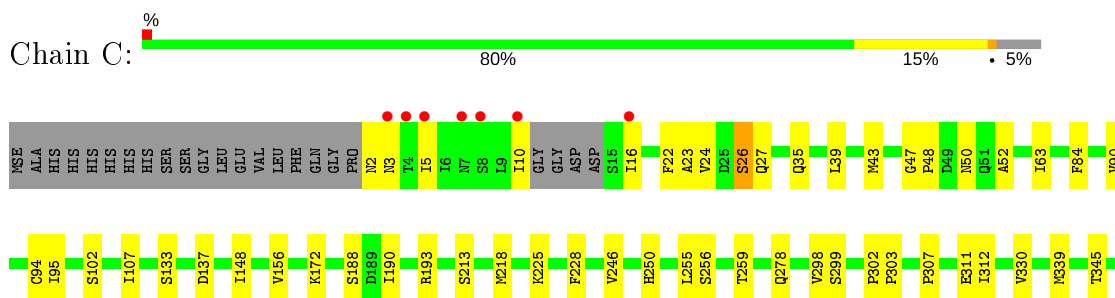 %
Chain C:
80% 15% • 5%
MSE ALA HIS HIS HIS HIS HIS HIS SER SER GLY LEU GLU VAL LEU PHE GLN GLY PRO N2 N3 T4 I5 I6 N7 S8 L9 I10 GLY GLY ASP ASP S15 I16 F22 A23 V24 D25 S26 Q27 Q35 L39 M43 G47 P48 D49 N50 Q51 A52 I63 F84
C94 I95 S102 I107 S133 D137 I148 V156 K172 S188 D189 I190 R193 S213 M218 K225 F228 V246 H250 L255 S256 T259 Q278 V298 S299 P302 P303 P307 E311 I312 V330 M339 T345